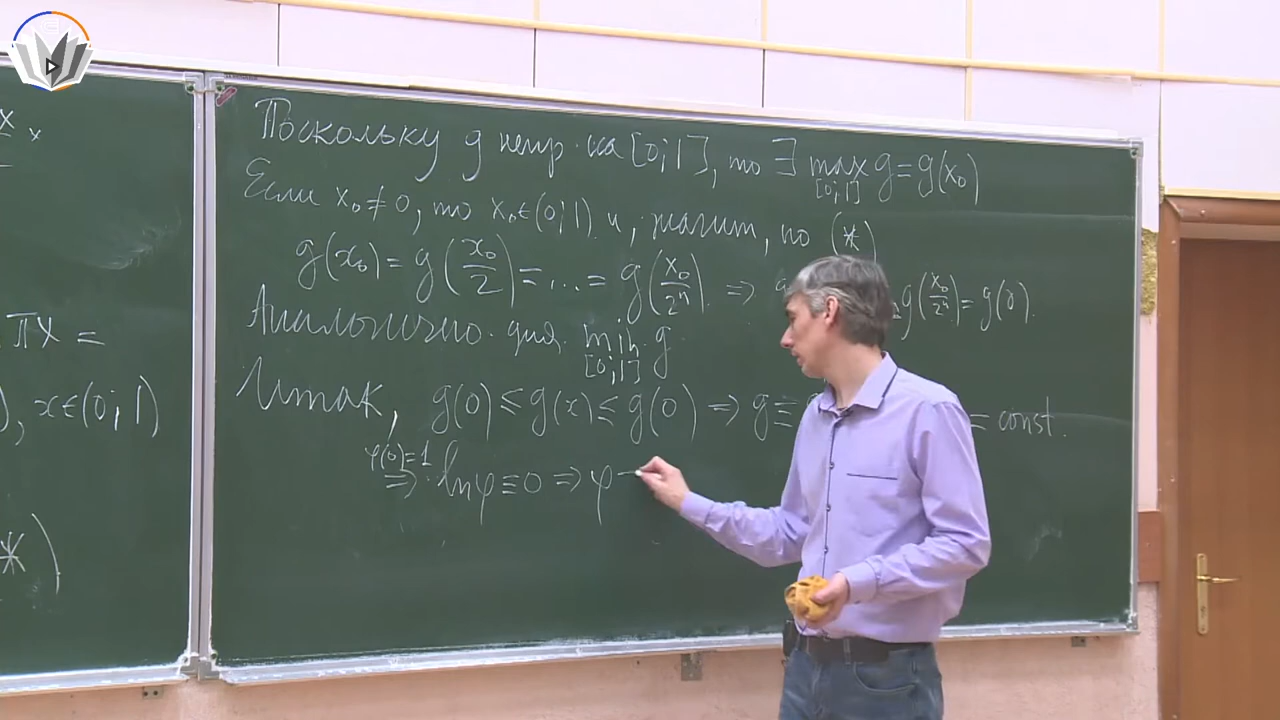 x x
πx =
), x∈(0;1)
*)
Поскольку g непр. на [0;1], то ∃ max g = g(x₀)
[0;1]
Если x₀ ≠ 0, то x₀∈(0;1) и, значит, по (*)
g(x₀) = g(x₀/2) = ... = g(x₀/2ⁿ) ⇒ g(x₀/2ⁿ) = g(0).
Аналогично для min g
[0;1]
Итак, g(0) ≤ g(x) ≤ g(0) ⇒ g ≡ = const.
φ(0)=1
⇒ ln φ ≡ 0 ⇒ φ